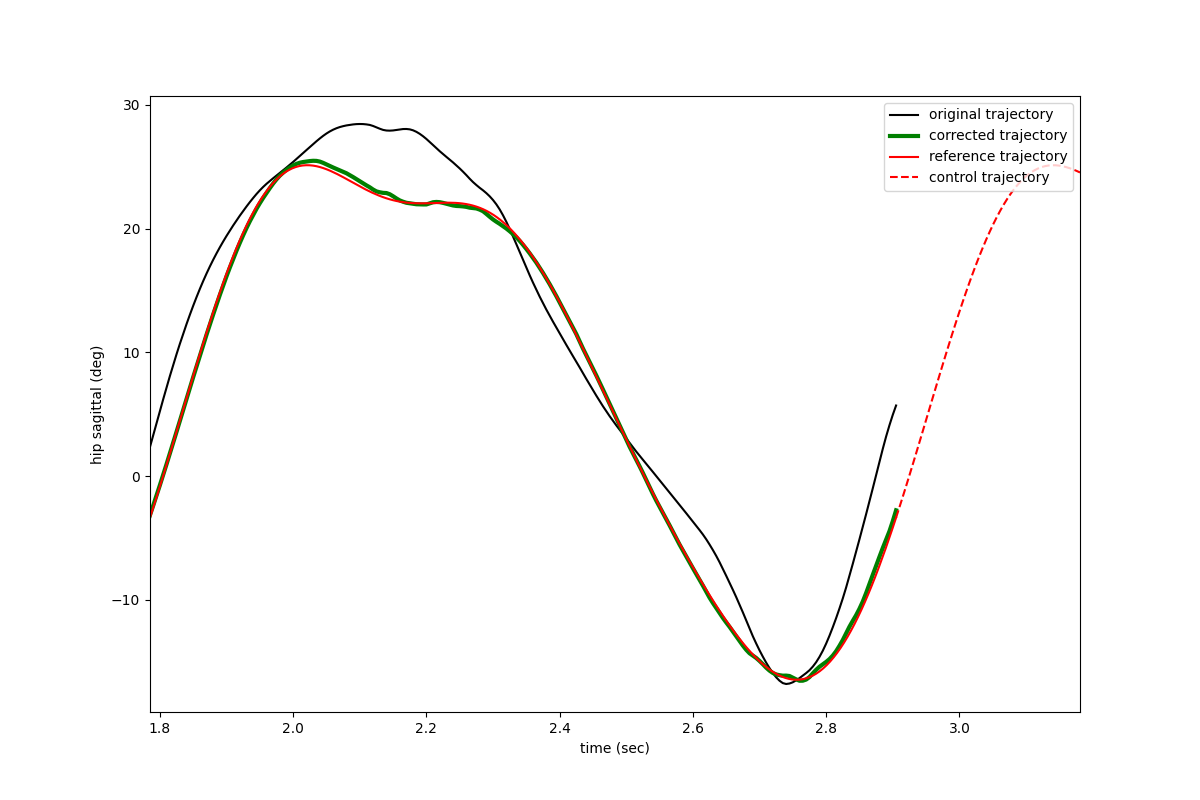 30
20
10
0
−10
hip sagittal (deg)
original trajectory
corrected trajectory
reference trajectory
control trajectory
1.8 2.0 2.2 2.4 2.6 2.8 3.0
time (sec)